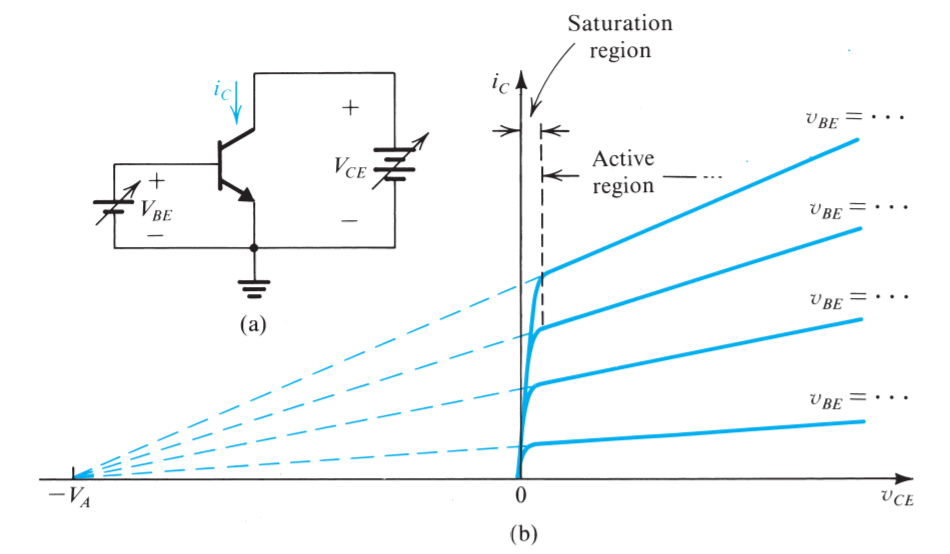 Saturation
region
i_C
i_C
+
V_CE
−
+
V_BE
−
(a)
v_BE = · · ·
Active
region
v_BE = · · ·
v_BE = · · ·
v_BE = · · ·
−V_A
0
v_CE
(b)